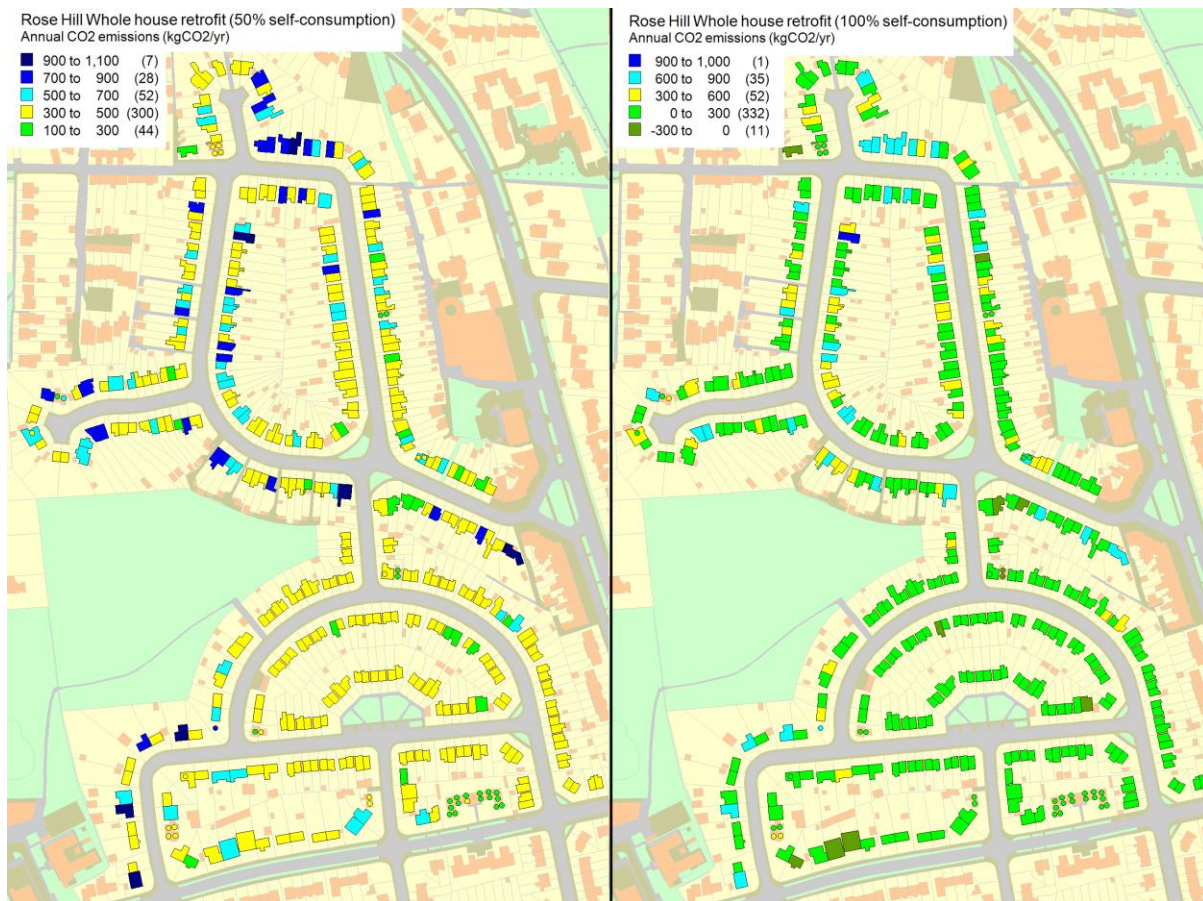 Rose Hill Whole house retrofit (50% self-consumption)
Annual CO2 emissions (kgCO2/yr)
900 to 1,100 (7)
700 to 900 (28)
500 to 700 (52)
300 to 500 (300)
100 to 300 (44)
Rose Hill Whole house retrofit (100% self-consumption)
Annual CO2 emissions (kgCO2/yr)
900 to 1,000 (1)
600 to 900 (35)
300 to 600 (52)
0 to 300 (332)
-300 to 0 (11)